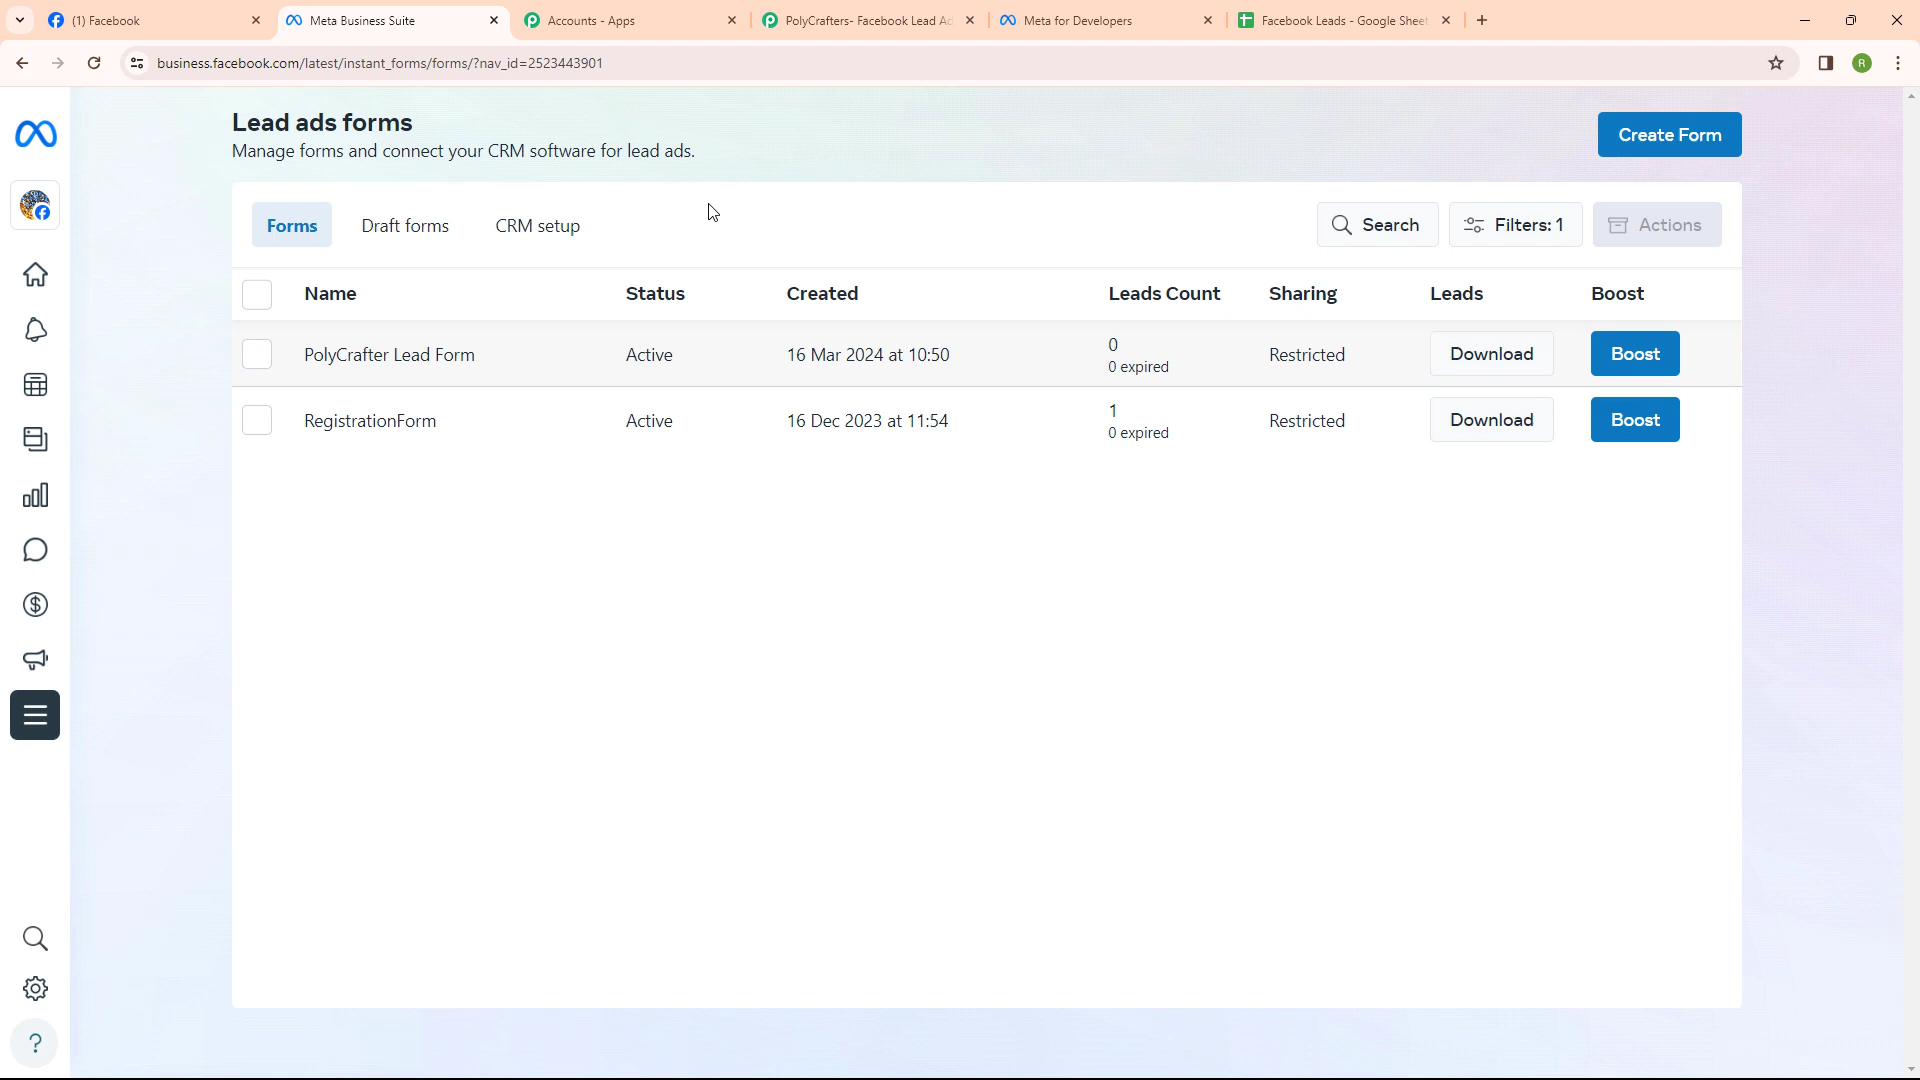 (1) Facebook
Meta Business Suite
Accounts - Apps
PolyCrafters- Facebook Lead Ad
Meta for Developers
Facebook Leads - Google Sheet
business.facebook.com/latest/instant_forms/forms/?nav_id=2523443901
R
Lead ads forms
Manage forms and connect your CRM software for lead ads.
Create Form
Forms Draft forms CRM setup Search Filters: 1 Actions
Name Status Created Leads Count Sharing Leads Boost
PolyCrafter Lead Form Active 16 Mar 2024 at 10:50 0 Restricted Download Boost
0 expired
RegistrationForm Active 16 Dec 2023 at 11:54 1 Restricted Download Boost
0 expired
?